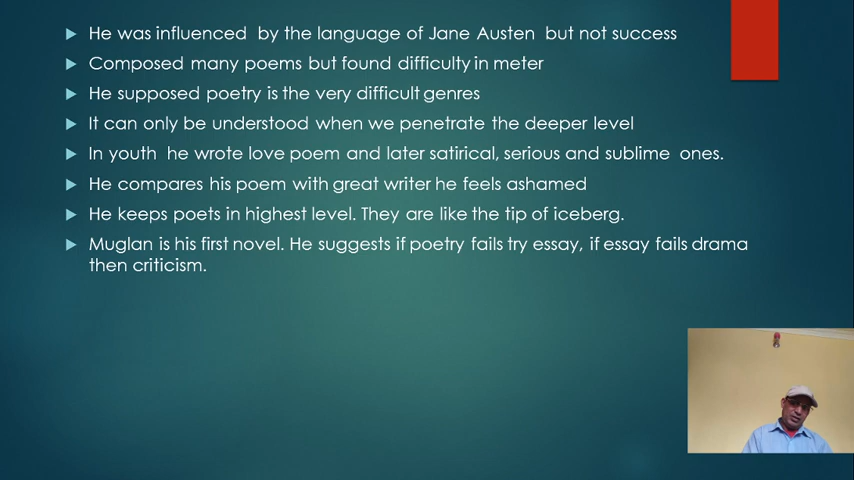 He was influenced by the language of Jane Austen but not success
Composed many poems but found difficulty in meter
He supposed poetry is the very difficult genres
It can only be understood when we penetrate the deeper level
In youth he wrote love poem and later satirical, serious and sublime ones.
He compares his poem with great writer he feels ashamed
He keeps poets in highest level. They are like the tip of iceberg.
Muglan is his first novel. He suggests if poetry fails try essay, if essay fails drama
then criticism.